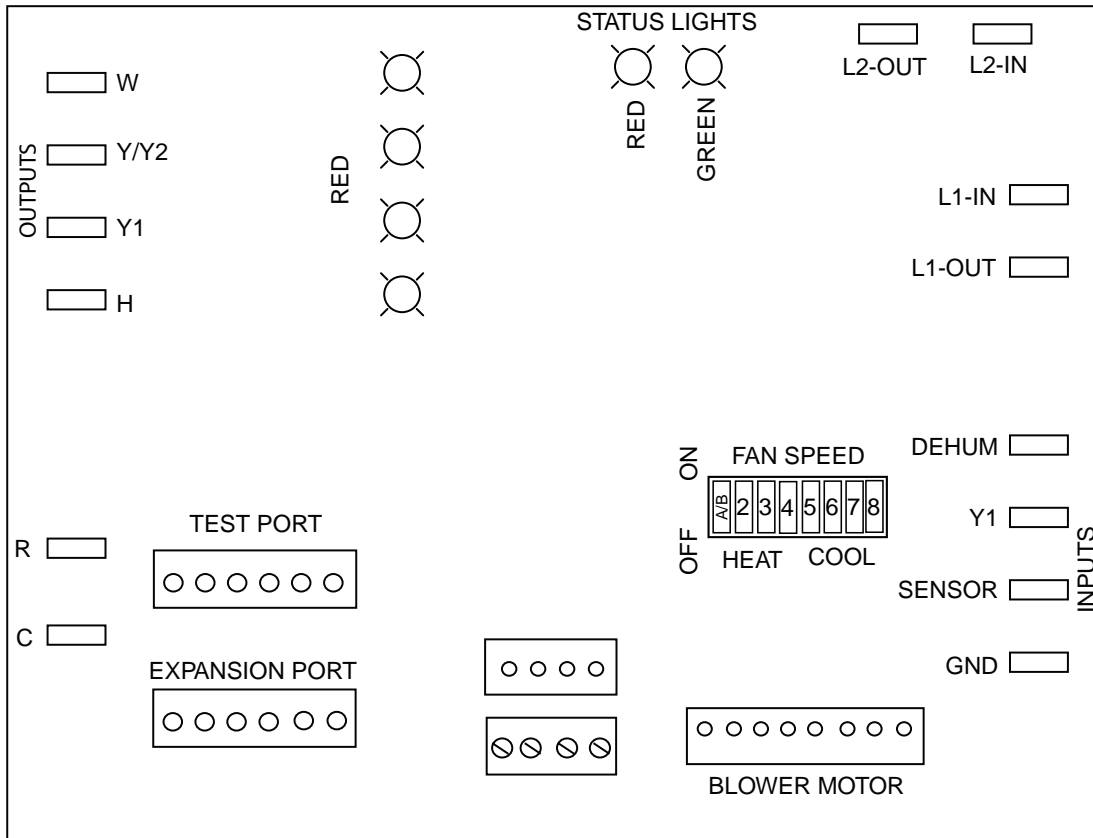 STATUS LIGHTS
L2-OUT
L2-IN
W
Y/Y2
Y1
H
OUTPUTS
RED
RED
GREEN
L1-IN
L1-OUT
DEHUM
Y1
SENSOR
GND
INPUTS
ON
OFF
FAN SPEED
A/B 2 3 4 5 6 7 8
HEAT
COOL
R
C
TEST PORT
EXPANSION PORT
BLOWER MOTOR